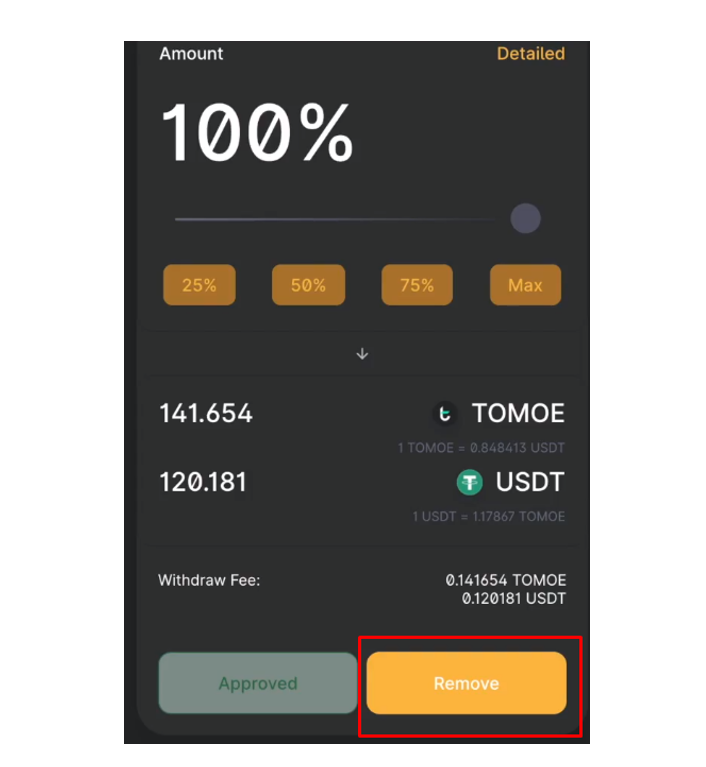 Amount Detailed
100%
25% 50% 75% Max
141.654 TOMOE
1 TOMOE = 0.848413 USDT
120.181 USDT
1 USDT = 1.17867 TOMOE
Withdraw Fee: 0.141654 TOMOE
0.120181 USDT
Approved Remove